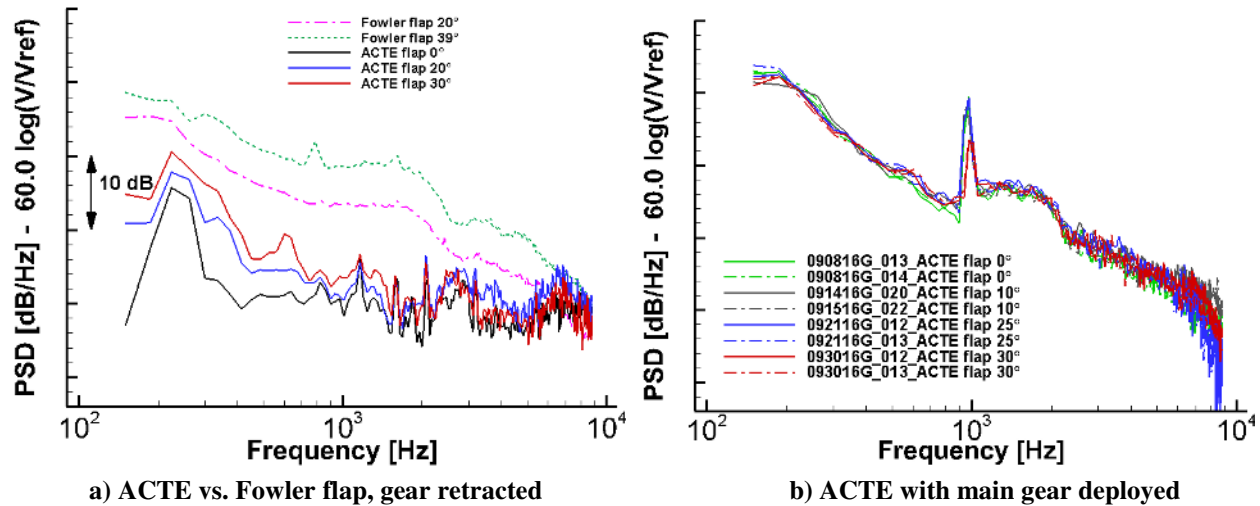 Fowler flap 20°
Fowler flap 39°
ACTE flap 0°
ACTE flap 20°
ACTE flap 30°
10 dB
PSD [dB/Hz] - 60.0 log(V/Vref)
10² 10³ 10⁴
Frequency [Hz]
a) ACTE vs. Fowler flap, gear retracted
PSD [dB/Hz] - 60.0 log(V/Vref)
090816G_013_ACTE flap 0°
090816G_014_ACTE flap 0°
091416G_020_ACTE flap 10°
091516G_022_ACTE flap 10°
092116G_012_ACTE flap 25°
092116G_013_ACTE flap 25°
093016G_012_ACTE flap 30°
093016G_013_ACTE flap 30°
10² 10³ 10⁴
Frequency [Hz]
b) ACTE with main gear deployed